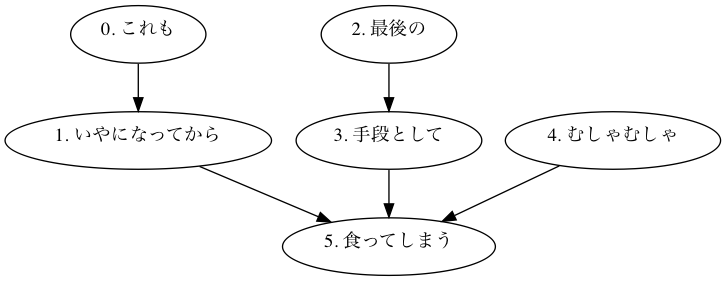 0. これも
2. 最後の
1. いやになってから
3. 手段として
4. むしゃむしゃ
5. 食ってしまう